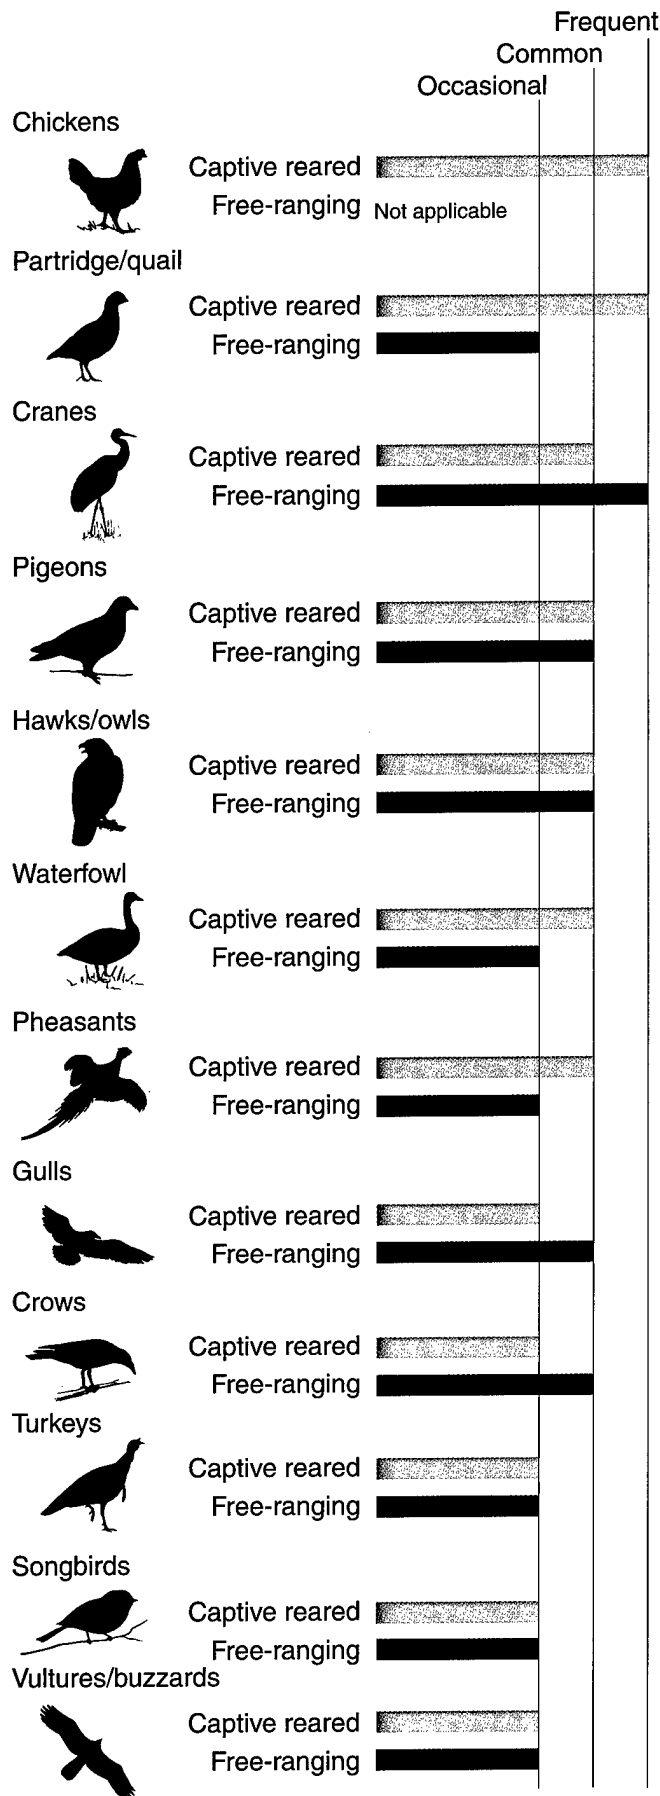 Frequent
Common
Occasional
Chickens
Captive reared
Free-ranging Not applicable
Partridge/quail
Captive reared
Free-ranging
Cranes
Captive reared
Free-ranging
Pigeons
Captive reared
Free-ranging
Hawks/owls
Captive reared
Free-ranging
Waterfowl
Captive reared
Free-ranging
Pheasants
Captive reared
Free-ranging
Gulls
Captive reared
Free-ranging
Crows
Captive reared
Free-ranging
Turkeys
Captive reared
Free-ranging
Songbirds
Captive reared
Free-ranging
Vultures/buzzards
Captive reared
Free-ranging